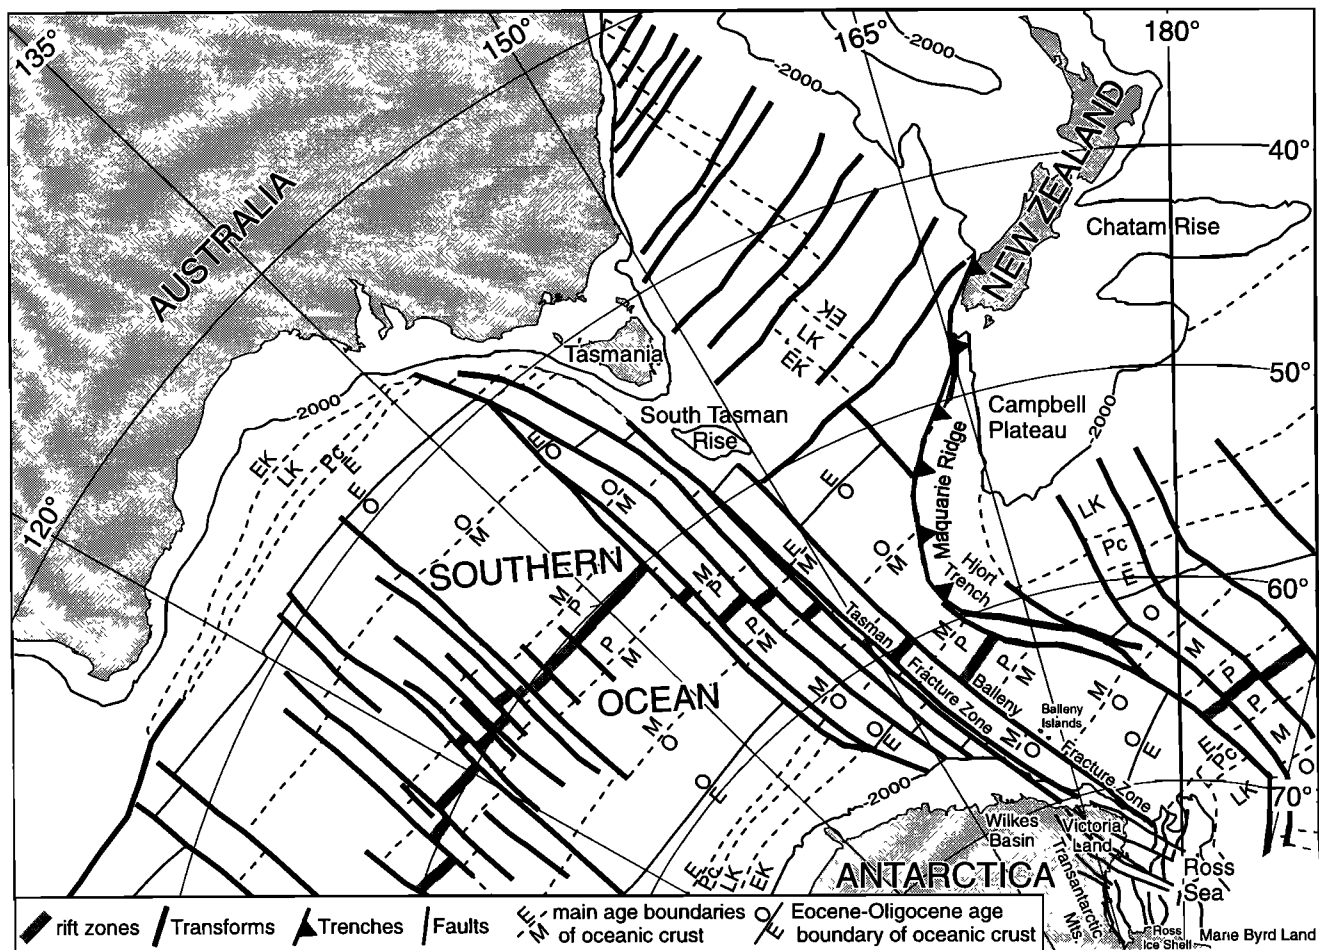 135°
150°
165°
180°
-2000
-2000
40°
NEW ZEALAND
AUSTRALIA
Chatam Rise
EK
LK
EK
Tasmania
50°
-2000
South Tasman
Rise
Campbell
Plateau
-2000
EK
LK
Pc
E
E
O
E
O
O
M
E
O
Maquarie Ridge
LK
Pc
E
120°
O
M
SOUTHERN
E
M
O
M
Hjort
Trench
60°
M
P
M
P
P
M
Tasman
Fracture Zone
M
P
P
M
O
M
P
P
M
P
M
OCEAN
M
O
M
O
O
E
Balleny
Fracture Zone
Balleny
Islands
M
O
M
O
O
E
E
Pc
LK
O
O
E
-2000
70°
Wilkes
Basin
Victoria
Land
Transantarctic
Mts
E
Pc
LK
EK
ANTARCTICA
Ross
Sea
Ross
Ice Shelf
Marie Byrd Land
rift zones
Transforms
Trenches
Faults
E
M
main age boundaries
of oceanic crust
O
E
Eocene-Oligocene age
boundary of oceanic crust